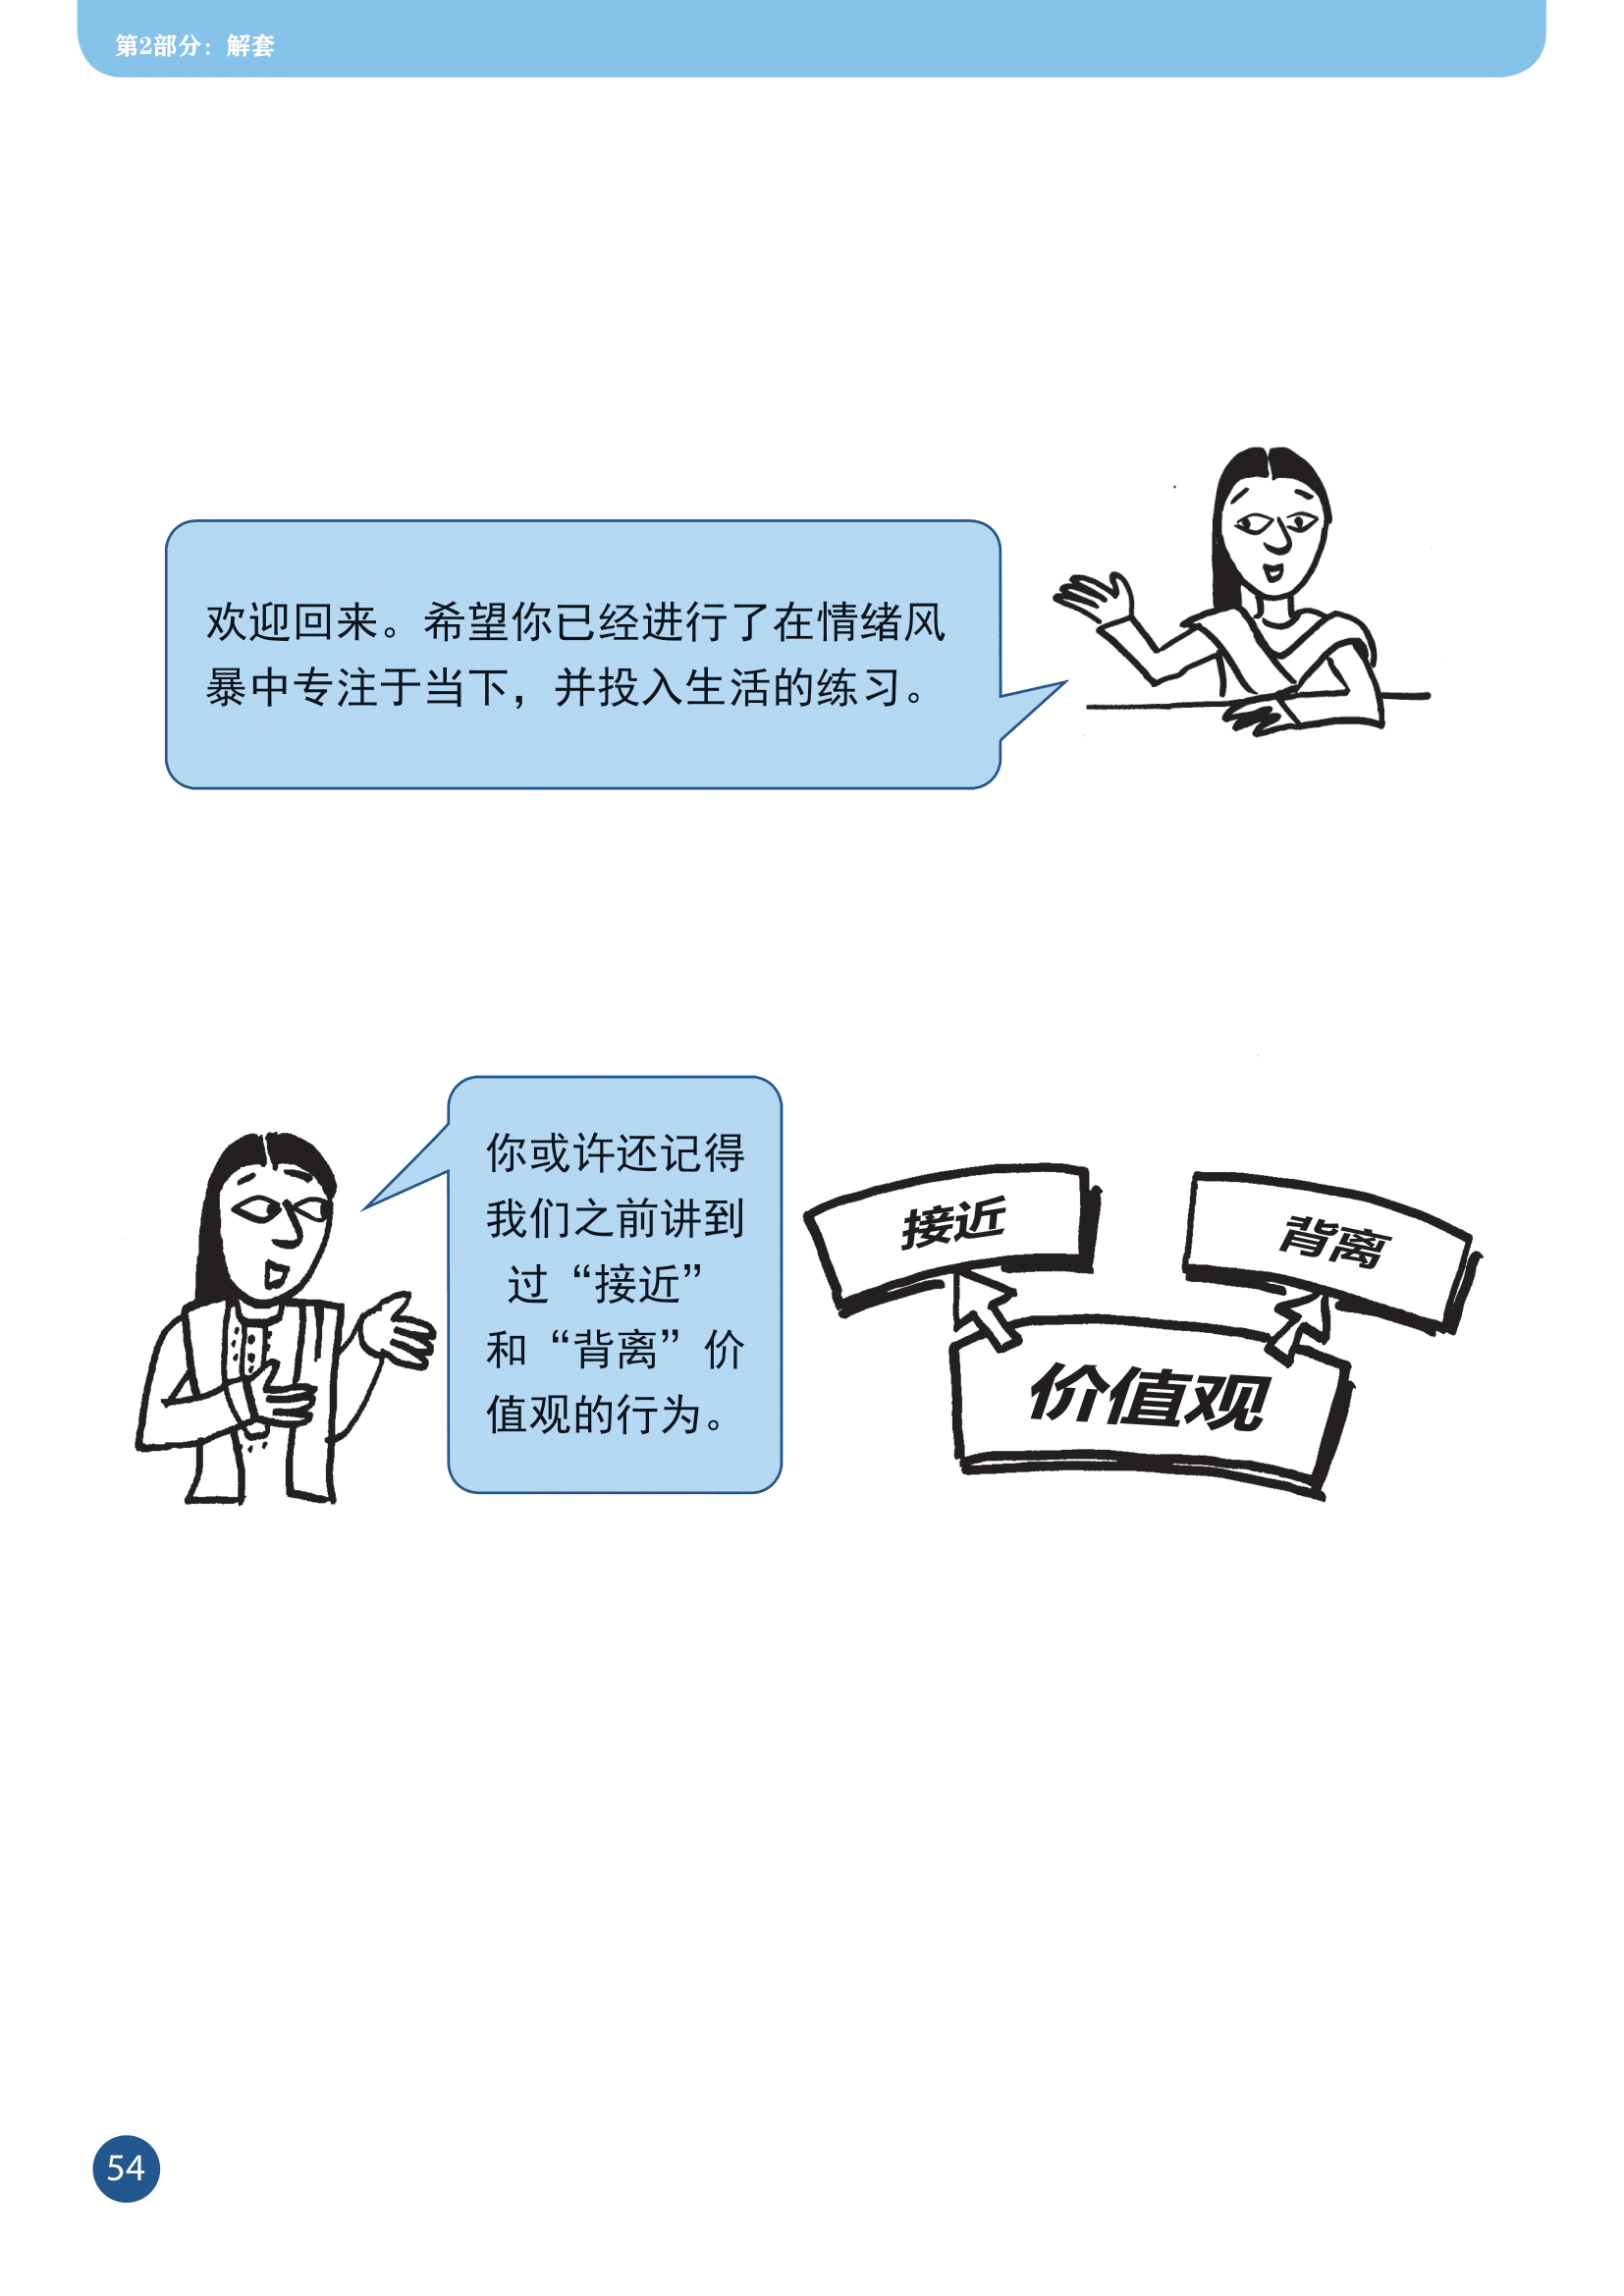 第2部分：解套
欢迎回来。希望你已经进行了在情绪风
暴中专注于当下，并投入生活的练习。
你或许还记得
我们之前讲到
过“接近”
和“背离”价
值观的行为。
接近
背离
价值观
54